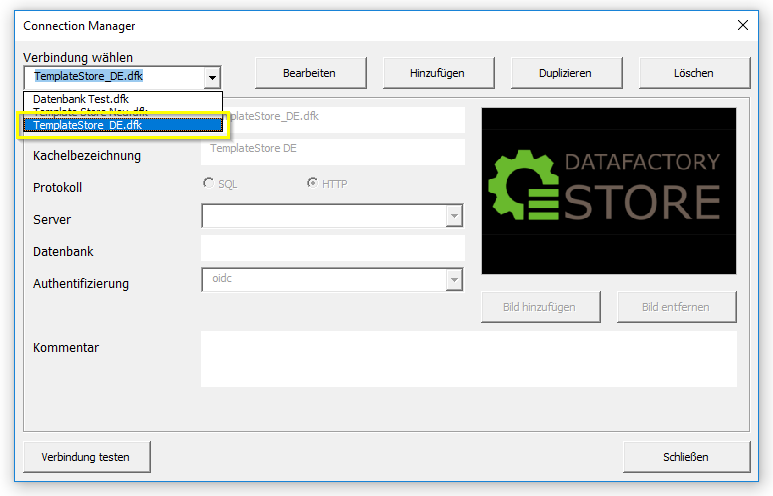 Connection Manager
Verbindung wählen
TemplateStore_DE.dfk
Bearbeiten
Hinzufügen
Duplizieren
Löschen
Datenbank Test.dfk
Template Store Neu.dfk
TemplateStore_DE.dfk
mplateStore_DE.dfk
Kachelbezeichnung
TemplateStore DE
Protokoll
SQL
HTTP
Server
Datenbank
Authentifizierung
oidc
DATAFACTORY
STORE
Bild hinzufügen
Bild entfernen
Kommentar
Verbindung testen
Schließen